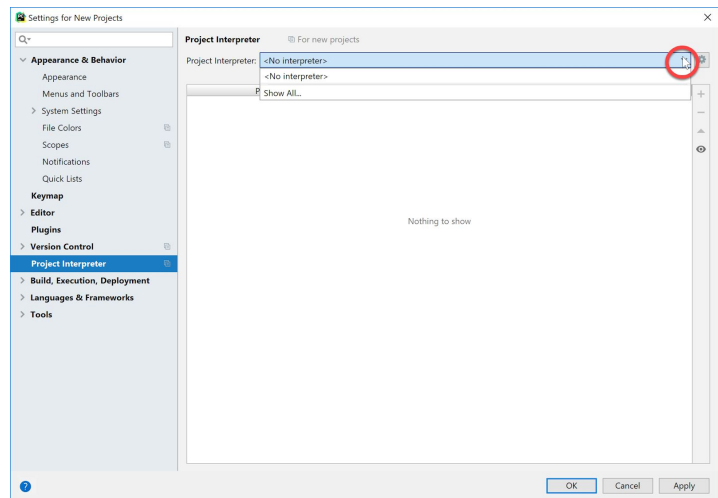 Settings for New Projects
Project Interpreter For new projects
Appearance & Behavior
Project Interpreter: <No interpreter>
Appearance
<No interpreter>
Menus and Toolbars
P
Show All...
System Settings
File Colors
Scopes
Notifications
Quick Lists
Keymap
Editor
Nothing to show
Plugins
Version Control
Project Interpreter
Build, Execution, Deployment
Languages & Frameworks
Tools
?
OK Cancel Apply